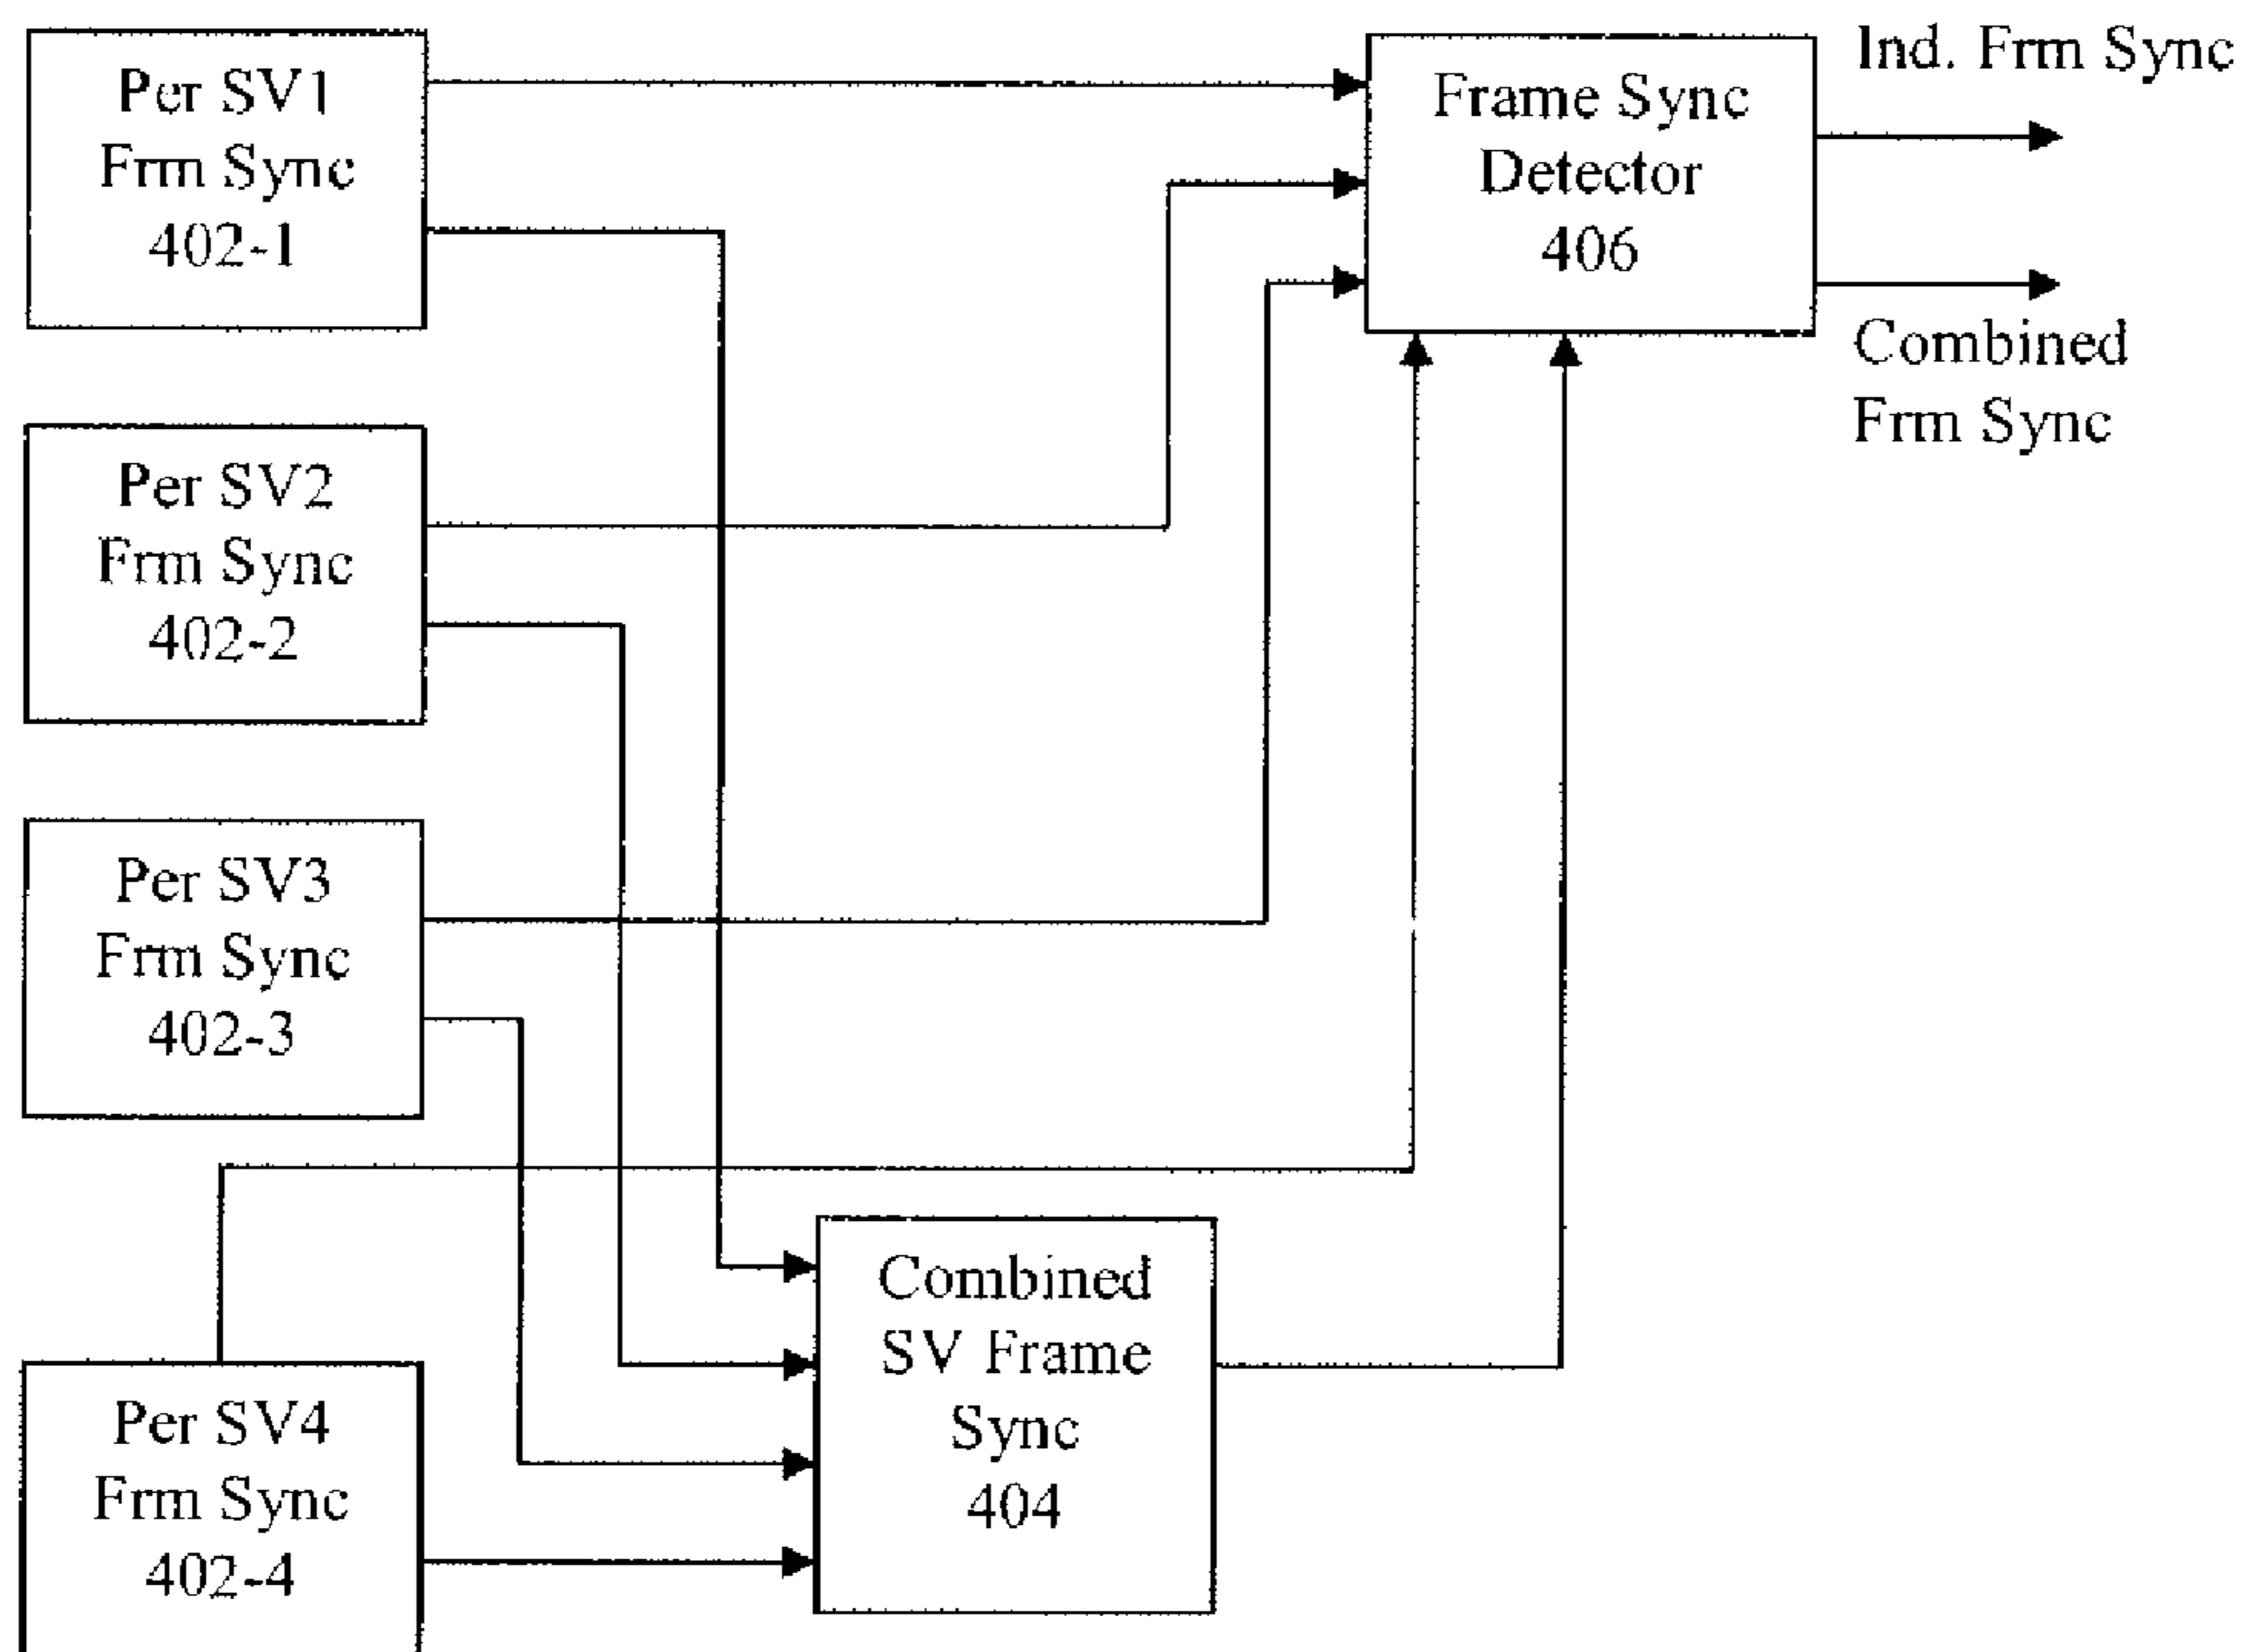 Per SV1
Frm Sync
402-1
Frame Sync
Detector
406
Ind. Frm Sync
Combined
Frm Sync
Per SV2
Frm Sync
402-2
Per SV3
Frm Sync
402-3
Per SV4
Frm Sync
402-4
Combined
SV Frame
Sync
404